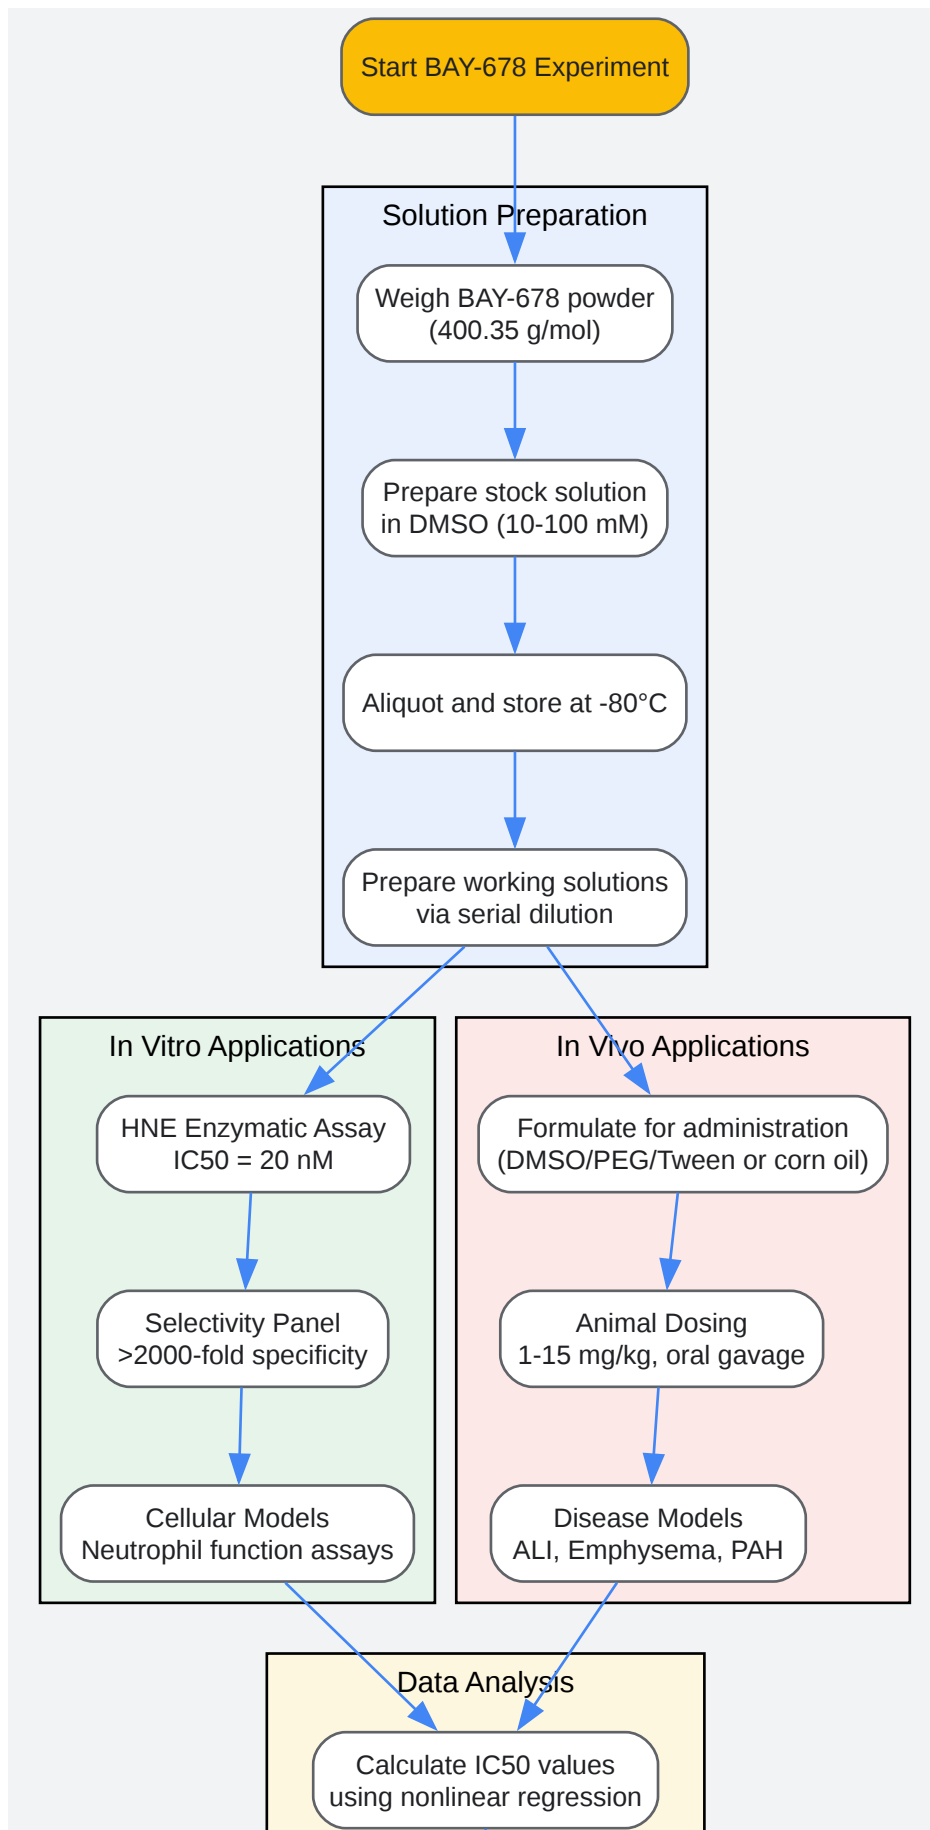 Start BAY-678 Experiment
Solution Preparation
Weigh BAY-678 powder
(400.35 g/mol)
Prepare stock solution
in DMSO (10-100 mM)
Aliquot and store at -80°C
Prepare working solutions
via serial dilution
In Vitro Applications
HNE Enzymatic Assay
IC50 = 20 nM
Selectivity Panel
>2000-fold specificity
Cellular Models
Neutrophil function assays
In Vivo Applications
Formulate for administration
(DMSO/PEG/Tween or corn oil)
Animal Dosing
1-15 mg/kg, oral gavage
Disease Models
ALI, Emphysema, PAH
Data Analysis
Calculate IC50 values
using nonlinear regression